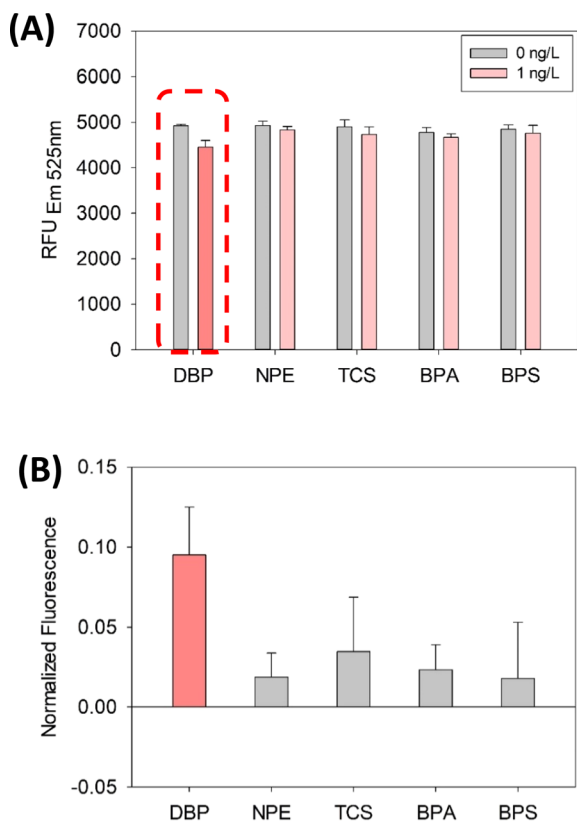 (A)
7000
6000
5000
4000
3000
2000
1000
0
RFU Em 525nm
0 ng/L
1 ng/L
DBP NPE TCS BPA BPS
(B)
0.15
0.10
0.05
0.00
-0.05
Normalized Fluorescence
DBP NPE TCS BPA BPS